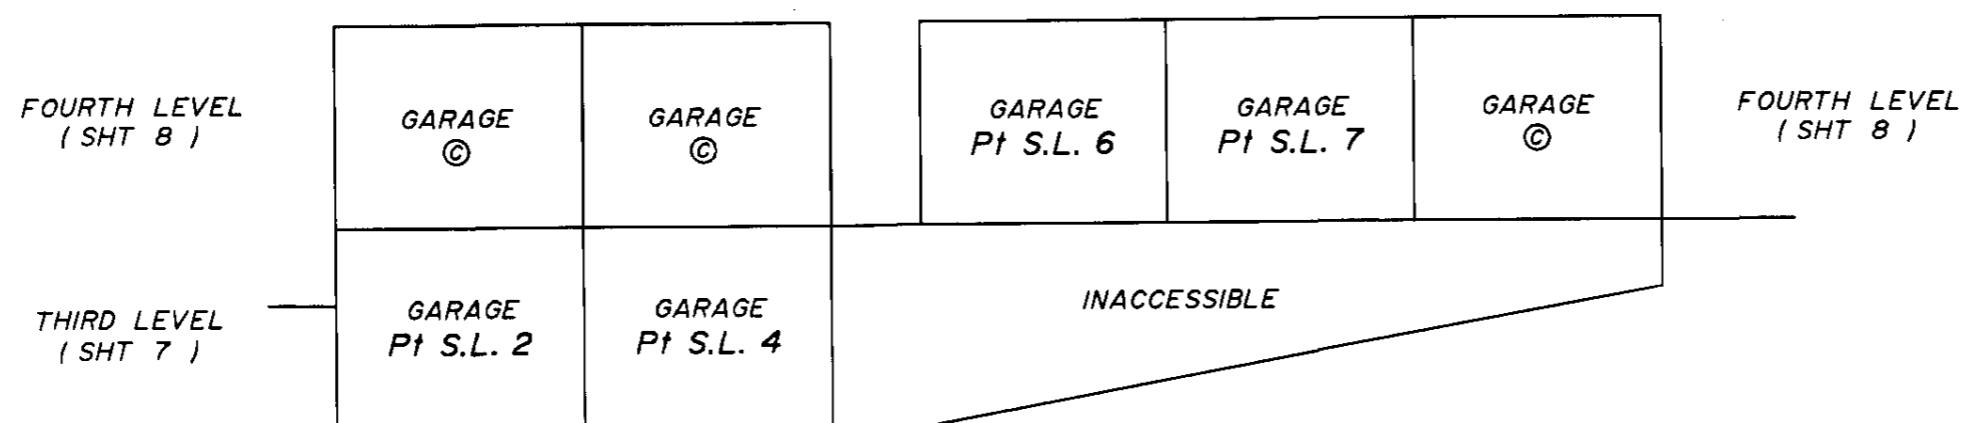 FOURTH LEVEL
( SHT 8 )
GARAGE
©
GARAGE
©
GARAGE
Pt S.L. 6
GARAGE
Pt S.L. 7
GARAGE
©
FOURTH LEVEL
( SHT 8 )
THIRD LEVEL
( SHT 7 )
GARAGE
Pt S.L. 2
GARAGE
Pt S.L. 4
INACCESSIBLE